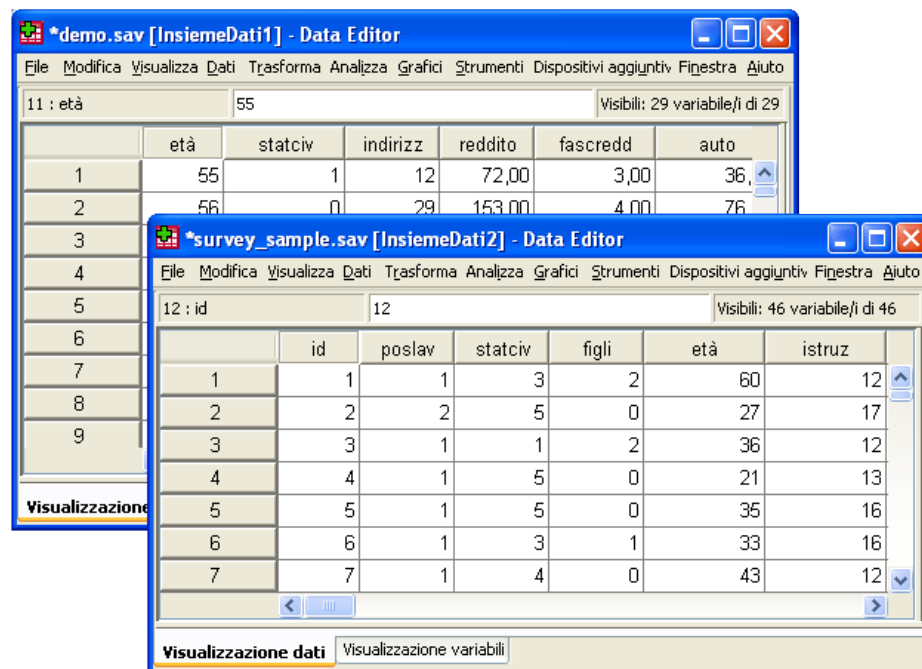 *demo.sav [InsiemeDati1] - Data Editor
File Modifica Visualizza Dati Trasforma Analizza Grafici Strumenti Dispositivi aggiuntiv Finestra Aiuto
11 : età 55 Visibili: 29 variabile/i di 29
età statciv indirizz reddito fascredd auto
1 55 1 12 72,00 3,00 36,
2 56 0 29 153,00 4,00 76
3
4
5
6
7
8
9
Visualizzazione
*survey_sample.sav [InsiemeDati2] - Data Editor
File Modifica Visualizza Dati Trasforma Analizza Grafici Strumenti Dispositivi aggiuntiv Finestra Aiuto
12 : id 12 Visibili: 46 variabile/i di 46
id poslav statciv figli età istruz
1 1 1 3 2 60 12
2 2 2 5 0 27 17
3 3 1 1 2 36 12
4 4 1 5 0 21 13
5 5 1 5 0 35 16
6 6 1 3 1 33 16
7 7 1 4 0 43 12
Visualizzazione dati Visualizzazione variabili